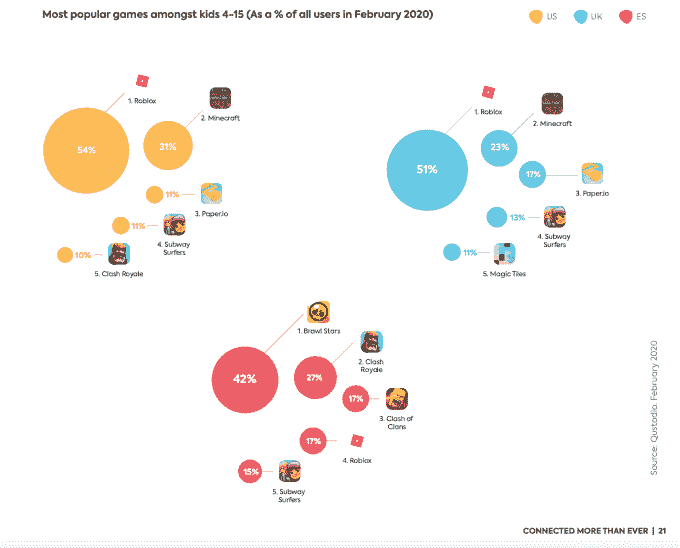 Most popular games amongst kids 4-15 (As a % of all users in February 2020)
US
UK
ES
1. Roblox
2. Minecraft
54%
31%
11%
3. Paper.io
11%
4. Subway
Surfers
10%
5. Clash Royale
1. Roblox
2. Minecraft
51%
23%
17%
3. Paper.io
13%
4. Subway
Surfers
11%
5. Magic Tiles
1. Brawl Stars
2. Clash
Royale
42%
27%
17%
3. Clash of
Clans
17%
4. Roblox
15%
5. Subway
Surfers
Source: Qustodio. February 2020
CONNECTED MORE THAN EVER | 21